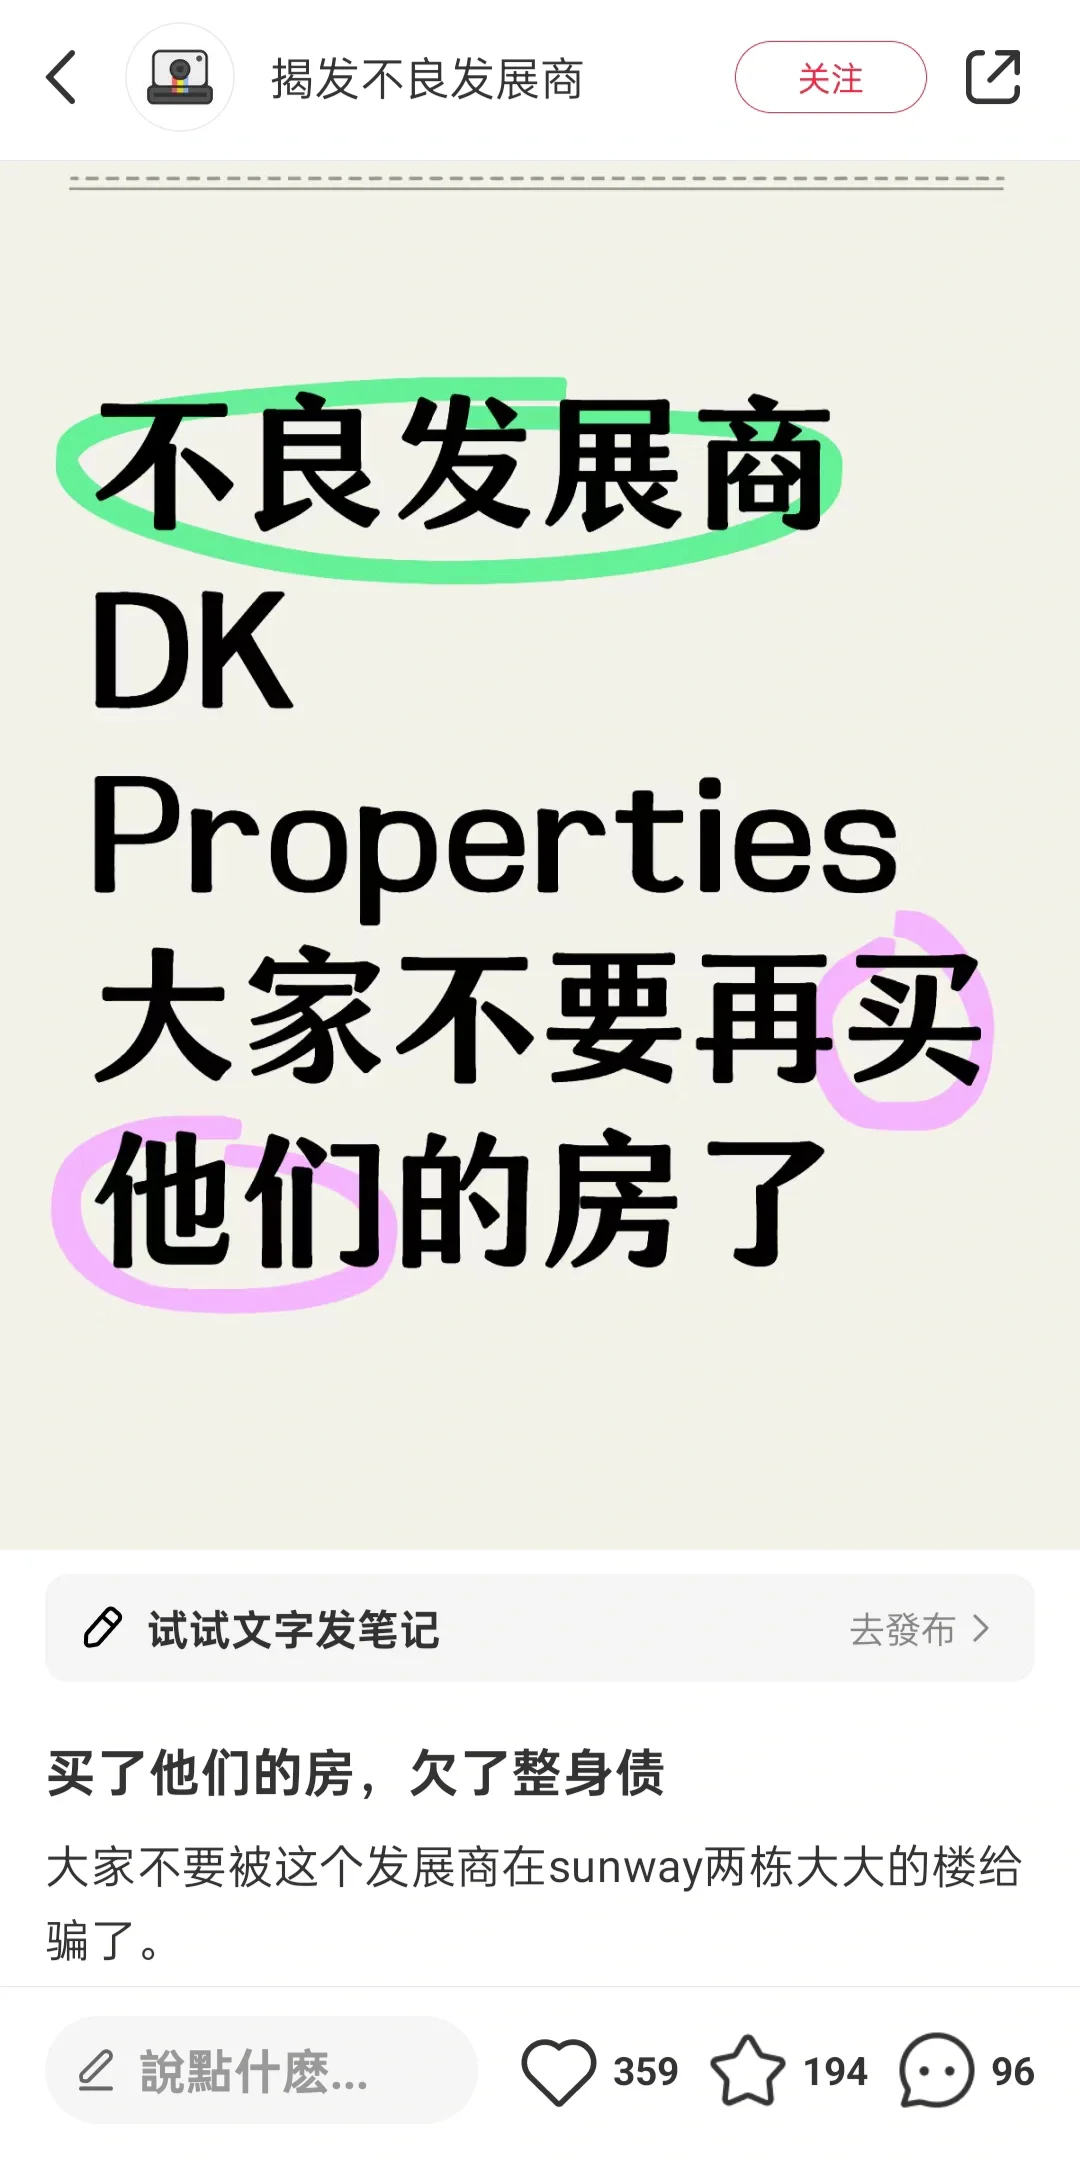 揭发不良发展商
关注
不良发展商
DK
Properties
大家不要再买
他们的房了
试试文字发笔记
去發布
买了他们的房，欠了整身债
大家不要被这个发展商在sunway两栋大大的楼给
骗了。
說點什麽...
359
194
96